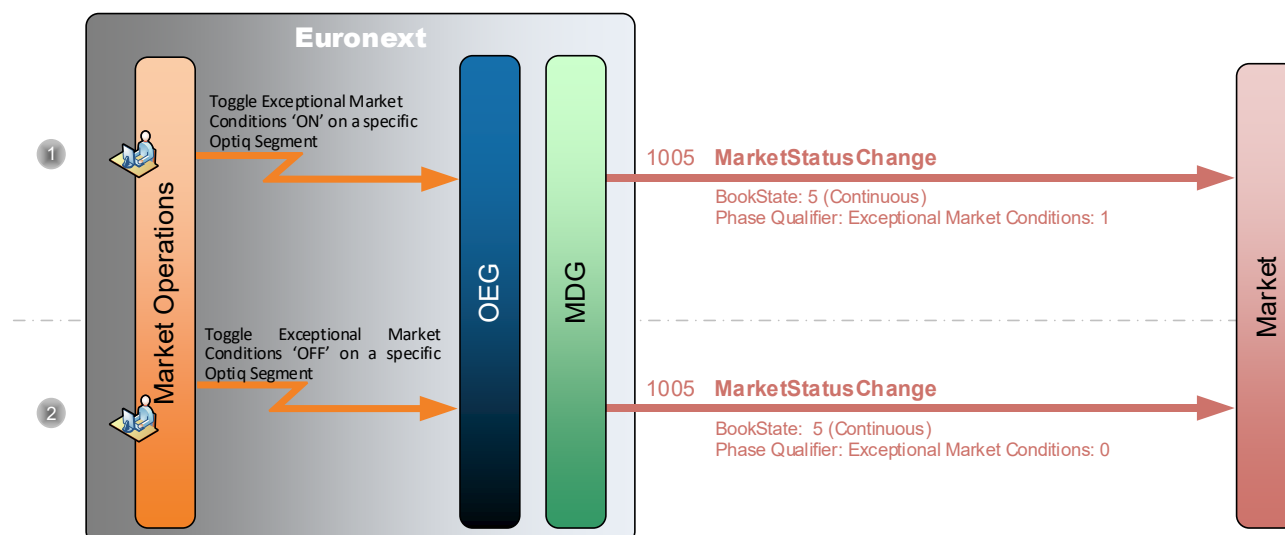 Euronext
Toggle Exceptional Market
Conditions ‘ON’ on a specific
Optiq Segment
1
1005 MarketStatusChange
BookState: 5 (Continuous)
Phase Qualifier: Exceptional Market Conditions: 1
Market Operations
OEG
MDG
Market
Toggle Exceptional Market
Conditions ‘OFF’ on a specific
Optiq Segment
2
1005 MarketStatusChange
BookState: 5 (Continuous)
Phase Qualifier: Exceptional Market Conditions: 0